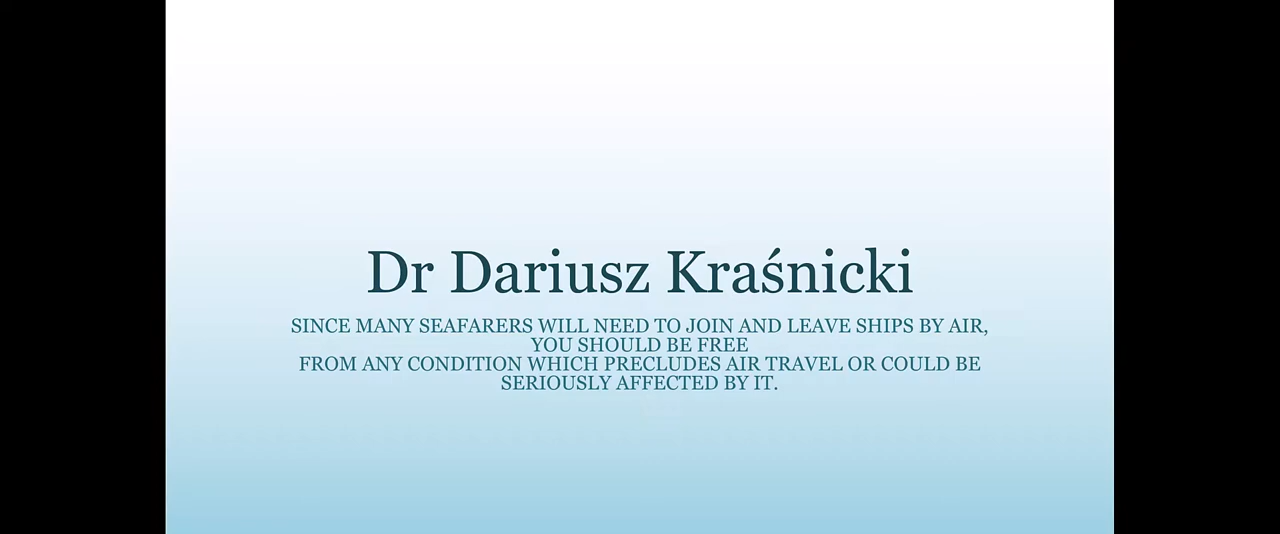 Dr Dariusz Kraśnicki
SINCE MANY SEAFARERS WILL NEED TO JOIN AND LEAVE SHIPS BY AIR,
YOU SHOULD BE FREE
FROM ANY CONDITION WHICH PRECLUDES AIR TRAVEL OR COULD BE
SERIOUSLY AFFECTED BY IT.